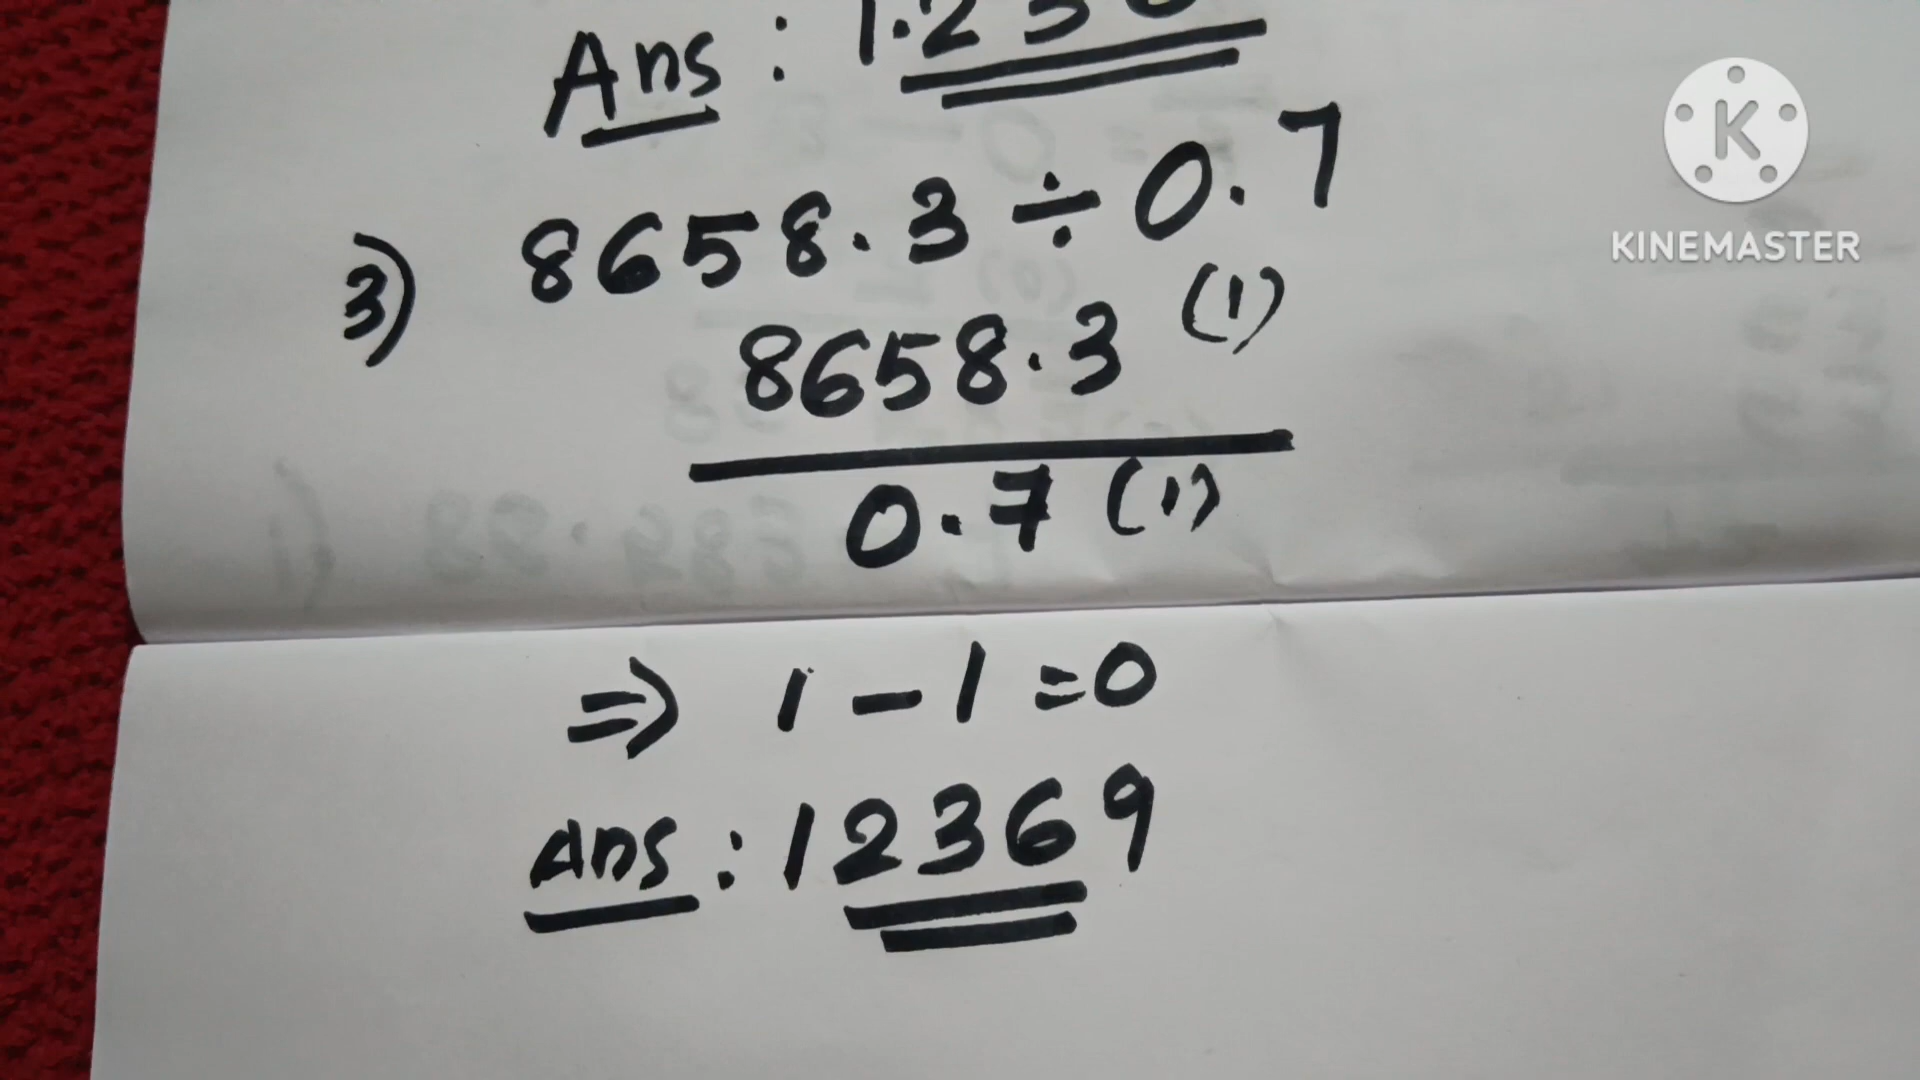 Ans : 1.23
3) 8658.3 ÷ 0.7
8658.3 (1)
0.7 (1)
⇒ 1 - 1 = 0
Ans : 12369
K
KINEMASTER